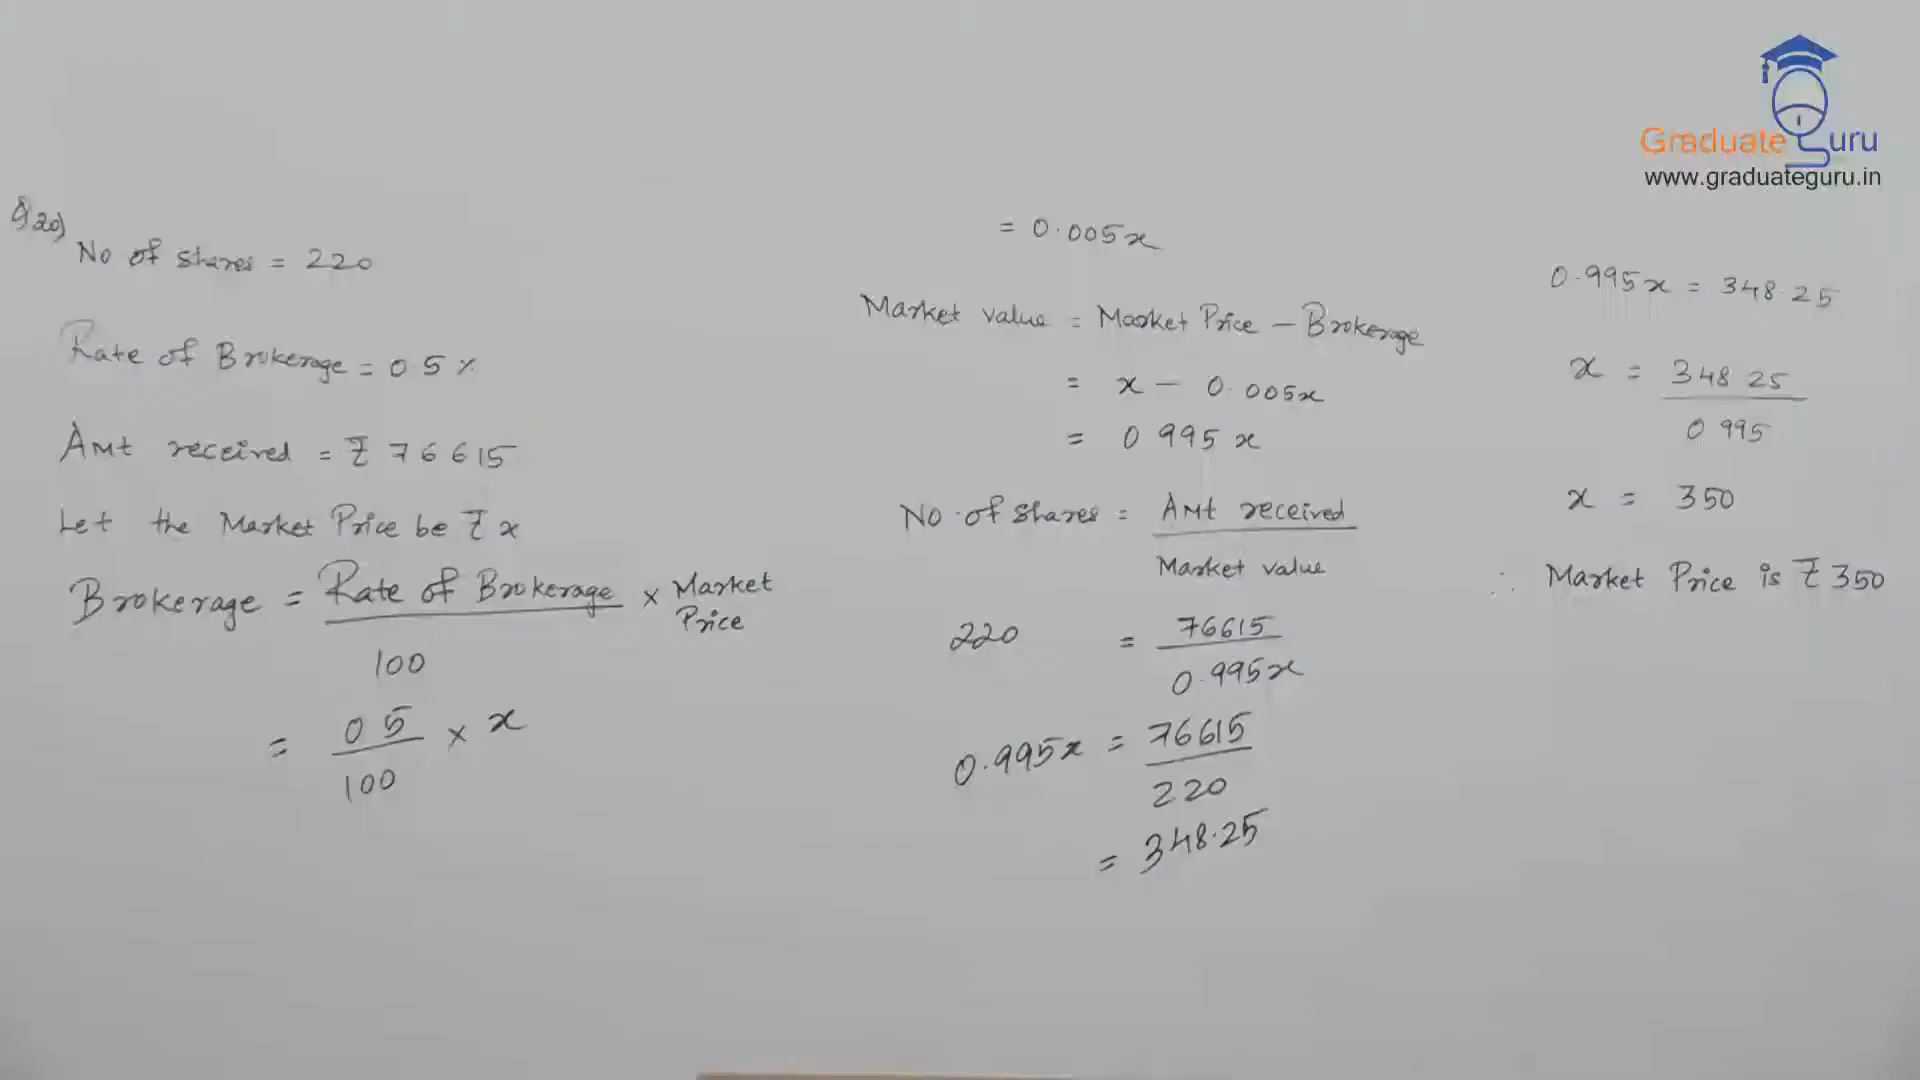 Graduate Guru
www.graduateguru.in
Q20)
No of shares = 220
Rate of Brokerage = 0.5%
Amt received = ₹ 76615
Let the Market Price be ₹ x
Brokerage = Rate of Brokerage / 100 × Market Price
= 0.5 / 100 × x
= 0.005x
Market value = Market Price – Brokerage
= x – 0.005x
= 0.995x
No. of shares = Amt received / Market value
220 = 76615 / 0.995x
0.995x = 76615 / 220
= 348.25
0.995x = 348.25
x = 348.25 / 0.995
x = 350
∴ Market Price is ₹ 350